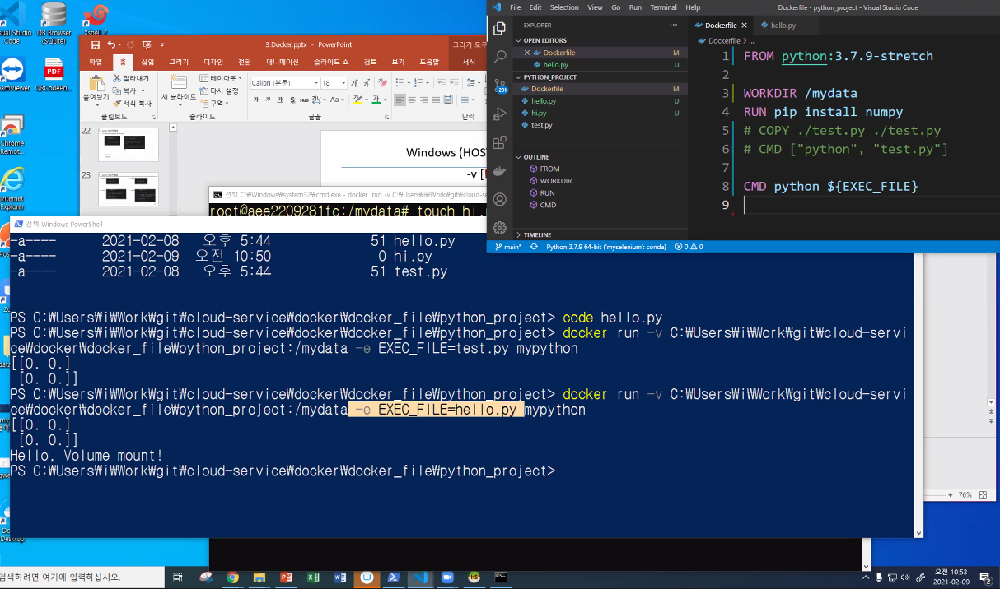 Visual Studio
Code
DB Browser
(SQLite)
Xshell 7
PDF
QRCodePri...
Chrome
Remot...
Internet
Explorer
Desktop
3.Docker.pptx - PowerPoint
그리기 도구
파일
홈
삽입
그리기
디자인
전환
애니메이션
슬라이드 쇼
검토
보기
도움말
서식
붙여넣기
잘라내기
복사
서식 복사
클립보드
새 슬라이드
레이아웃
다시 설정
구역
슬라이드
Calibri (본문)
18
글꼴
단락
22
23
Windows (HOS
-v [
선택 C:₩Windows₩system32₩cmd.exe - docker run -v C:₩Users₩i₩Work₩git₩cloud-serv
root@aee2209281fc:/mydata# touch hi.
File Edit Selection View Go Run Terminal Help
Dockerfile - python_project - Visual Studio Code
EXPLORER
OPEN EDITORS
Dockerfile M
hello.py U
PYTHON_PROJECT
Dockerfile M
hello.py U
hi.py U
test.py
OUTLINE
FROM
WORKDIR
RUN
CMD
TIMELINE
291
Dockerfile
hello.py
Dockerfile > ...
1 FROM python:3.7.9-stretch
2
3 WORKDIR /mydata
4 RUN pip install numpy
5 # COPY ./test.py ./test.py
6 # CMD ["python", "test.py"]
7
8 CMD python ${EXEC_FILE}
9
main* Python 3.7.9 64-bit ('myselenium': conda) 0 0
선택 Windows PowerShell
-a---- 2021-02-08 오후 5:44 51 hello.py
-a---- 2021-02-09 오전 10:50 0 hi.py
-a---- 2021-02-08 오후 5:44 51 test.py
PS C:₩Users₩i₩Work₩git₩cloud-service₩docker₩docker_file₩python_project> code hello.py
PS C:₩Users₩i₩Work₩git₩cloud-service₩docker₩docker_file₩python_project> docker run -v C:₩Users₩i₩Work₩git₩cloud-servi
ce₩docker₩docker_file₩python_project:/mydata -e EXEC_FILE=test.py mypython
[[0. 0.]
[0. 0.]]
PS C:₩Users₩i₩Work₩git₩cloud-service₩docker₩docker_file₩python_project> docker run -v C:₩Users₩i₩Work₩git₩cloud-servi
ce₩docker₩docker_file₩python_project:/mydata -e EXEC_FILE=hello.py mypython
[[0. 0.]
[0. 0.]]
Hello, Volume mount!
PS C:₩Users₩i₩Work₩git₩cloud-service₩docker₩docker_file₩python_project>
76%
검색하려면 여기에 입력하십시오.
오전 10:53
2021-02-09
2